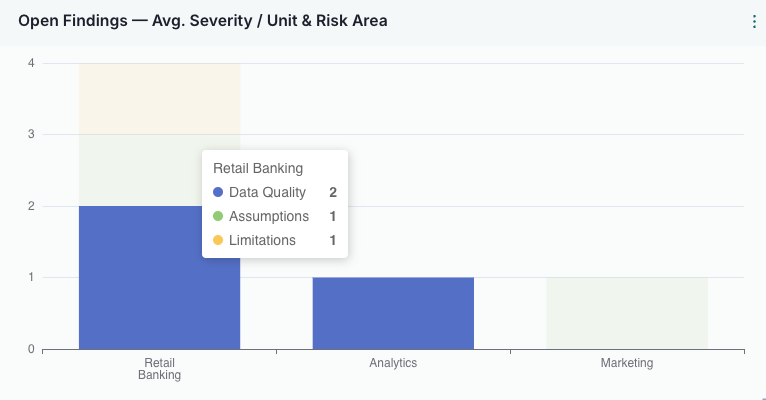 Open Findings — Avg. Severity / Unit & Risk Area
4
3
2
1
0
Retail Banking
Data Quality 2
Assumptions 1
Limitations 1
Retail
Banking
Analytics
Marketing